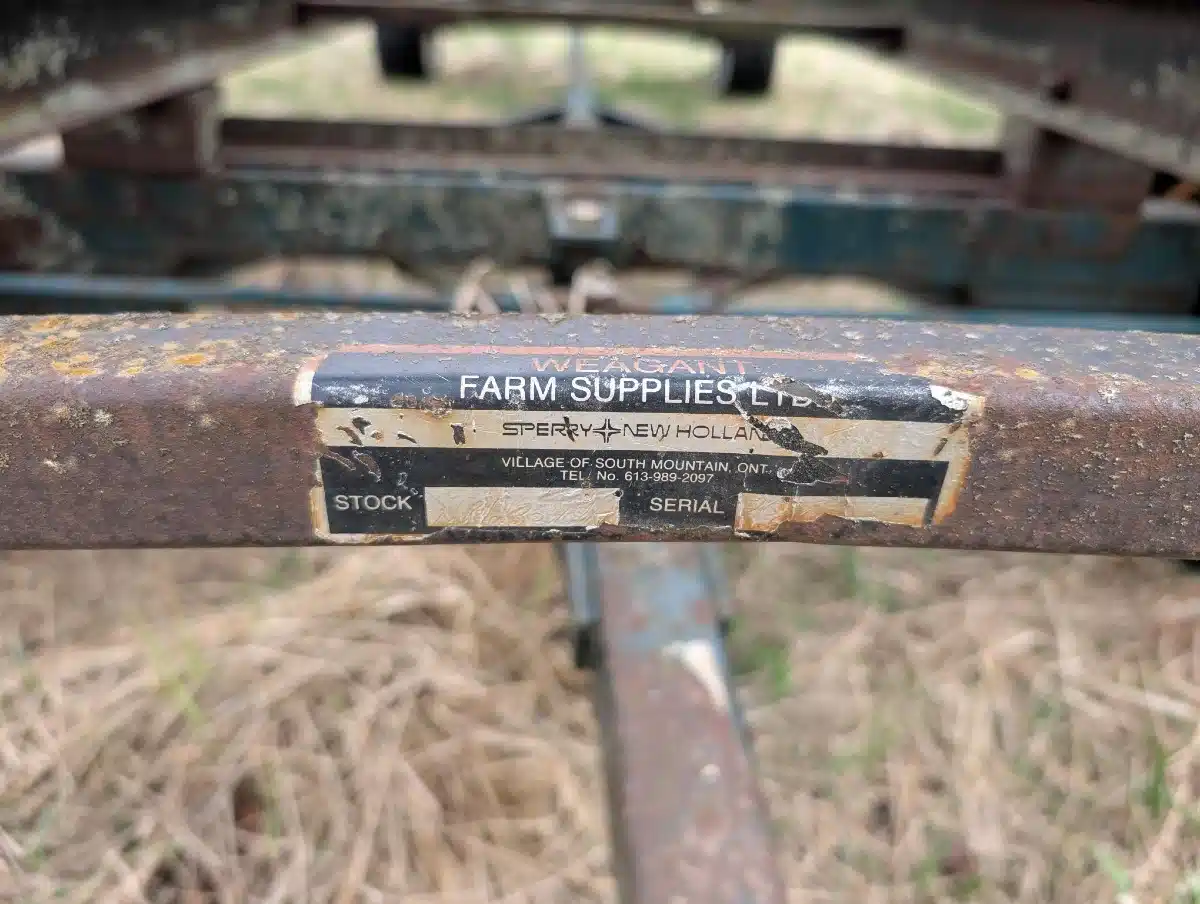 WEAGANT
FARM SUPPLIES LTD
SPERRY NEW HOLLAND
VILLAGE OF SOUTH MOUNTAIN, ONT.
TEL. No. 613-989-2097
STOCK SERIAL